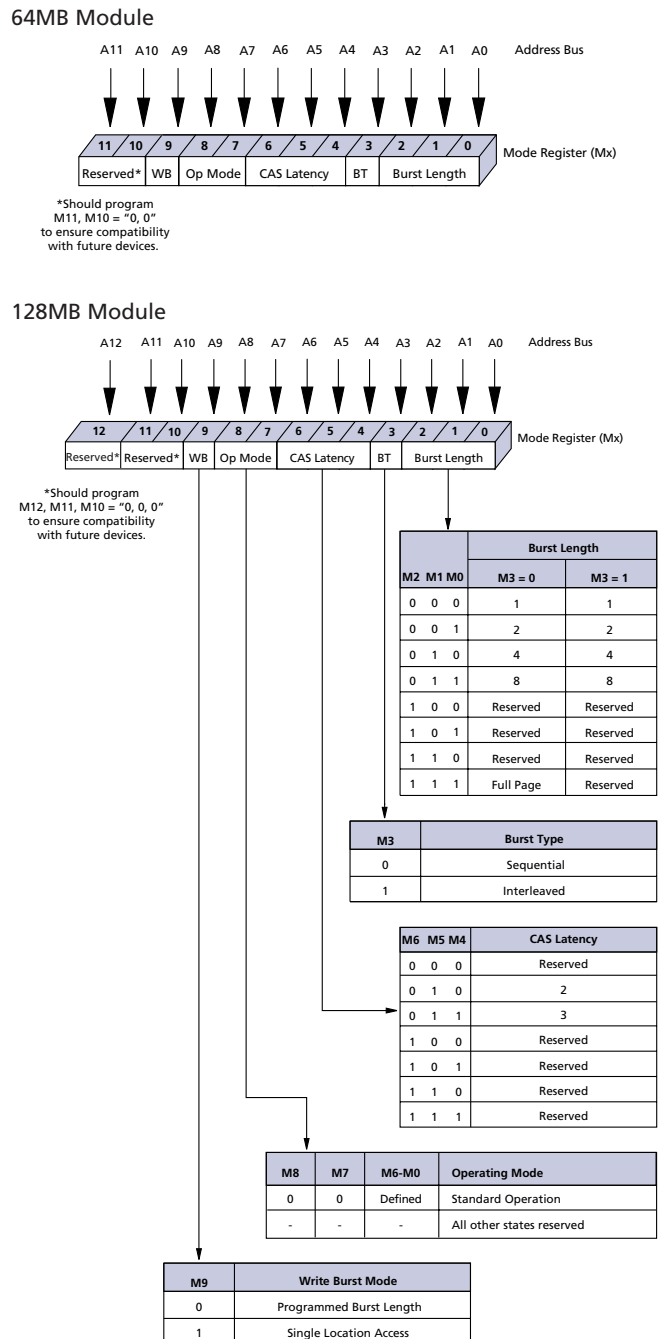 64MB Module
A11 A10 A9 A8 A7 A6 A5 A4 A3 A2 A1 A0 Address Bus
11 10 9 8 7 6 5 4 3 2 1 0
Mode Register (Mx)
Reserved* WB Op Mode CAS Latency BT Burst Length
*Should program
M11, M10 = “0, 0”
to ensure compatibility
with future devices.
128MB Module
A12 A11 A10 A9 A8 A7 A6 A5 A4 A3 A2 A1 A0 Address Bus
12 11 10 9 8 7 6 5 4 3 2 1 0
Mode Register (Mx)
Reserved* Reserved* WB Op Mode CAS Latency BT Burst Length
*Should program
M12, M11, M10 = “0, 0, 0”
to ensure compatibility
with future devices.
Burst Length
M2 M1 M0 M3 = 0 M3 = 1
0 0 0 1 1
0 0 1 2 2
0 1 0 4 4
0 1 1 8 8
1 0 0 Reserved Reserved
1 0 1 Reserved Reserved
1 1 0 Reserved Reserved
1 1 1 Full Page Reserved
M3 Burst Type
0 Sequential
1 Interleaved
M6 M5 M4 CAS Latency
0 0 0 Reserved
0 1 0 2
0 1 1 3
1 0 0 Reserved
1 0 1 Reserved
1 1 0 Reserved
1 1 1 Reserved
M8 M7 M6-M0 Operating Mode
0 0 Defined Standard Operation
- - - All other states reserved
M9 Write Burst Mode
0 Programmed Burst Length
1 Single Location Access